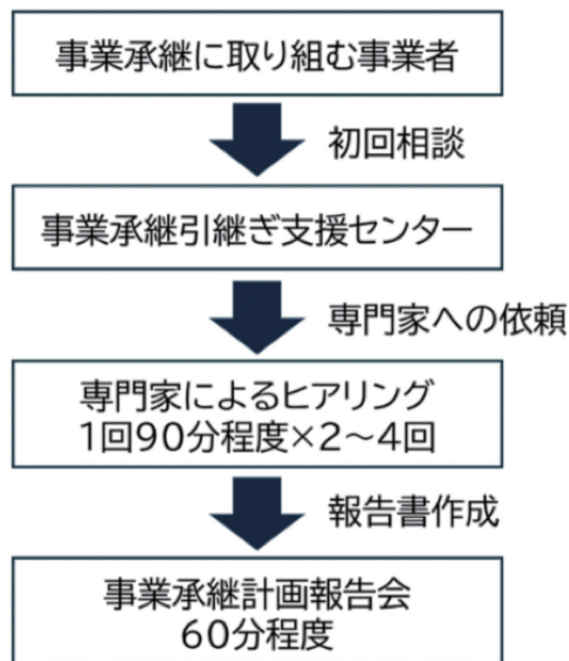 事業承継に取り組む事業者
初回相談
事業承継引継ぎ支援センター
専門家への依頼
専門家によるヒアリング
1回90分程度×2〜4回
報告書作成
事業承継計画報告会
60分程度